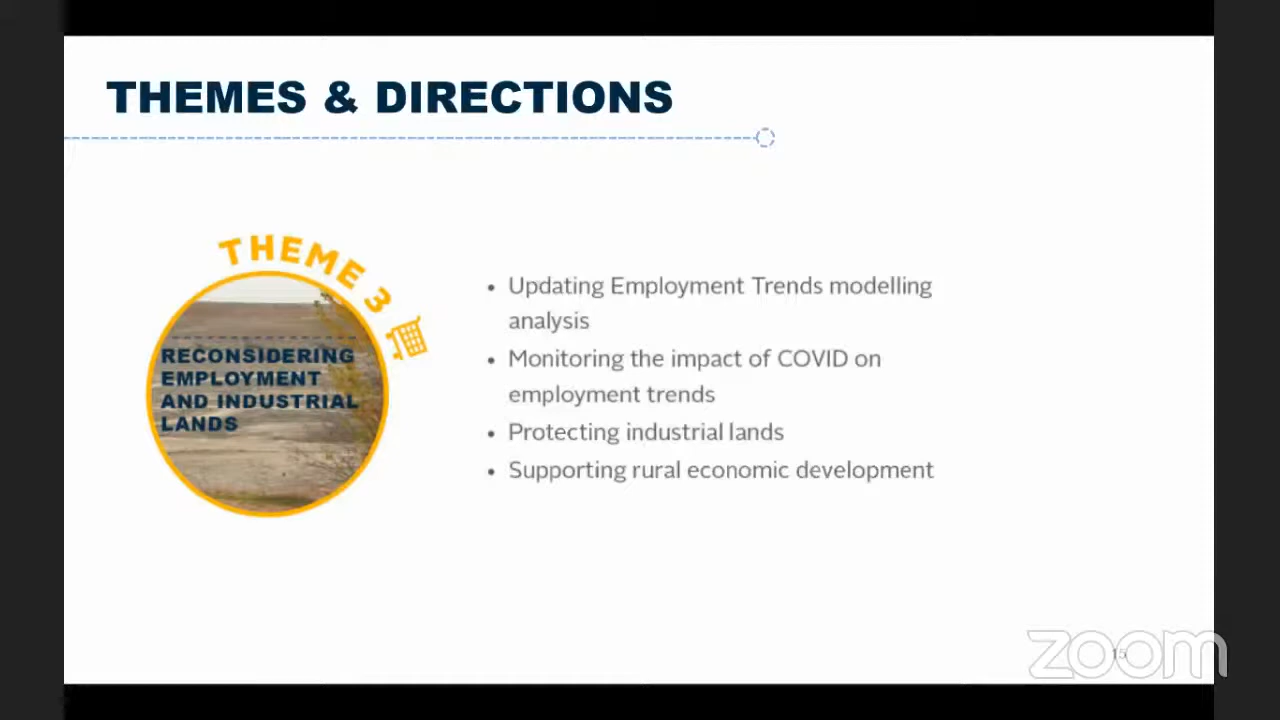 THEMES & DIRECTIONS
THEME 3
RECONSIDERING
EMPLOYMENT
AND INDUSTRIAL
LANDS
• Updating Employment Trends modelling
analysis
• Monitoring the impact of COVID on
employment trends
• Protecting industrial lands
• Supporting rural economic development
15
zoom